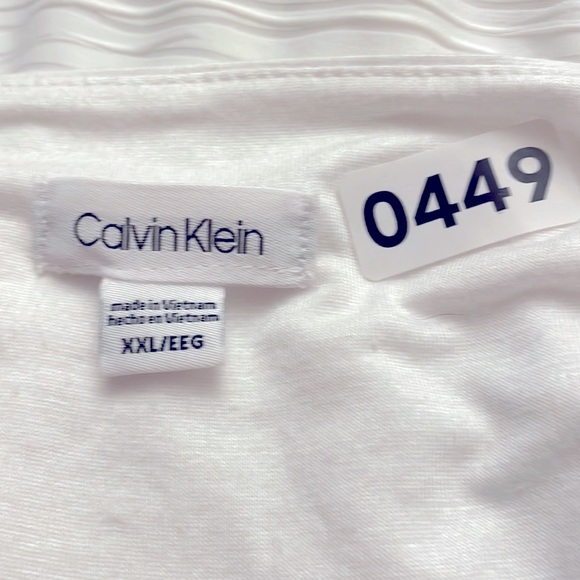 Calvin Klein
made in Vietnam
hecho en Vietnam
XXL/EEG
0449